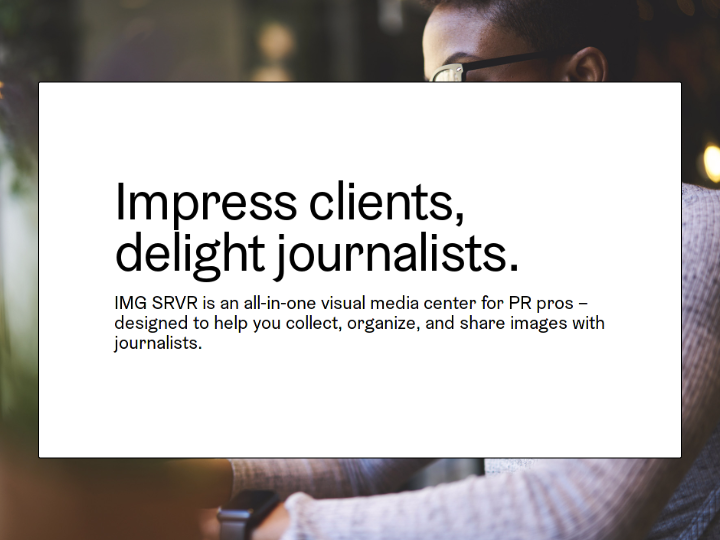 Impress clients,
delight journalists.
IMG SRVR is an all-in-one visual media center for PR pros –
designed to help you collect, organize, and share images with
journalists.